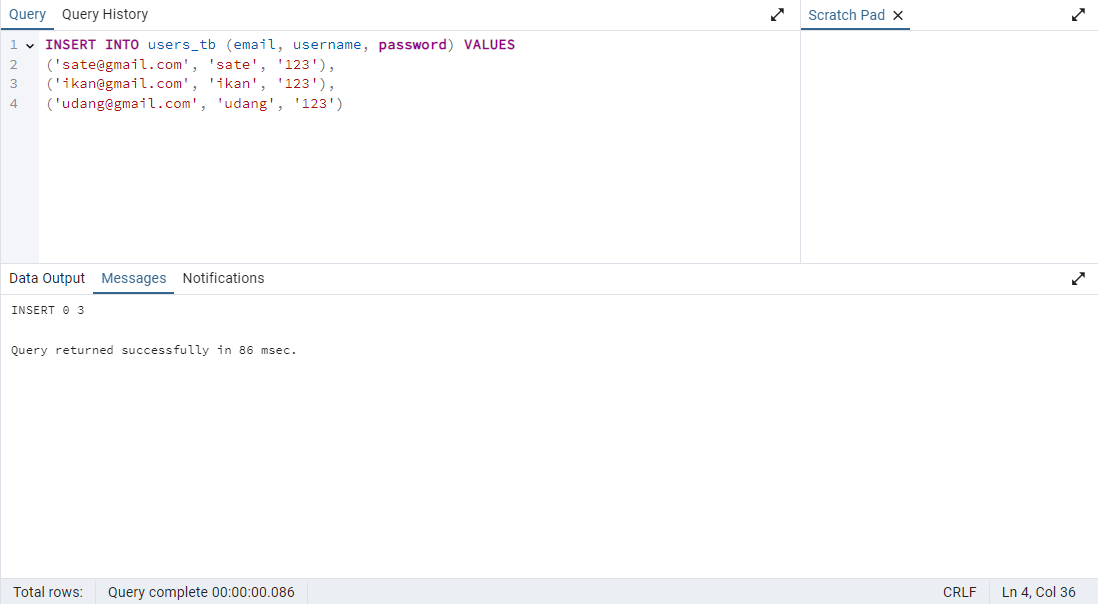 Query Query History
Scratch Pad
1 INSERT INTO users_tb (email, username, password) VALUES
2 ('sate@gmail.com', 'sate', '123'),
3 ('ikan@gmail.com', 'ikan', '123'),
4 ('udang@gmail.com', 'udang', '123')
Data Output Messages Notifications
INSERT 0 3
Query returned successfully in 86 msec.
Total rows: Query complete 00:00:00.086 CRLF Ln 4, Col 36